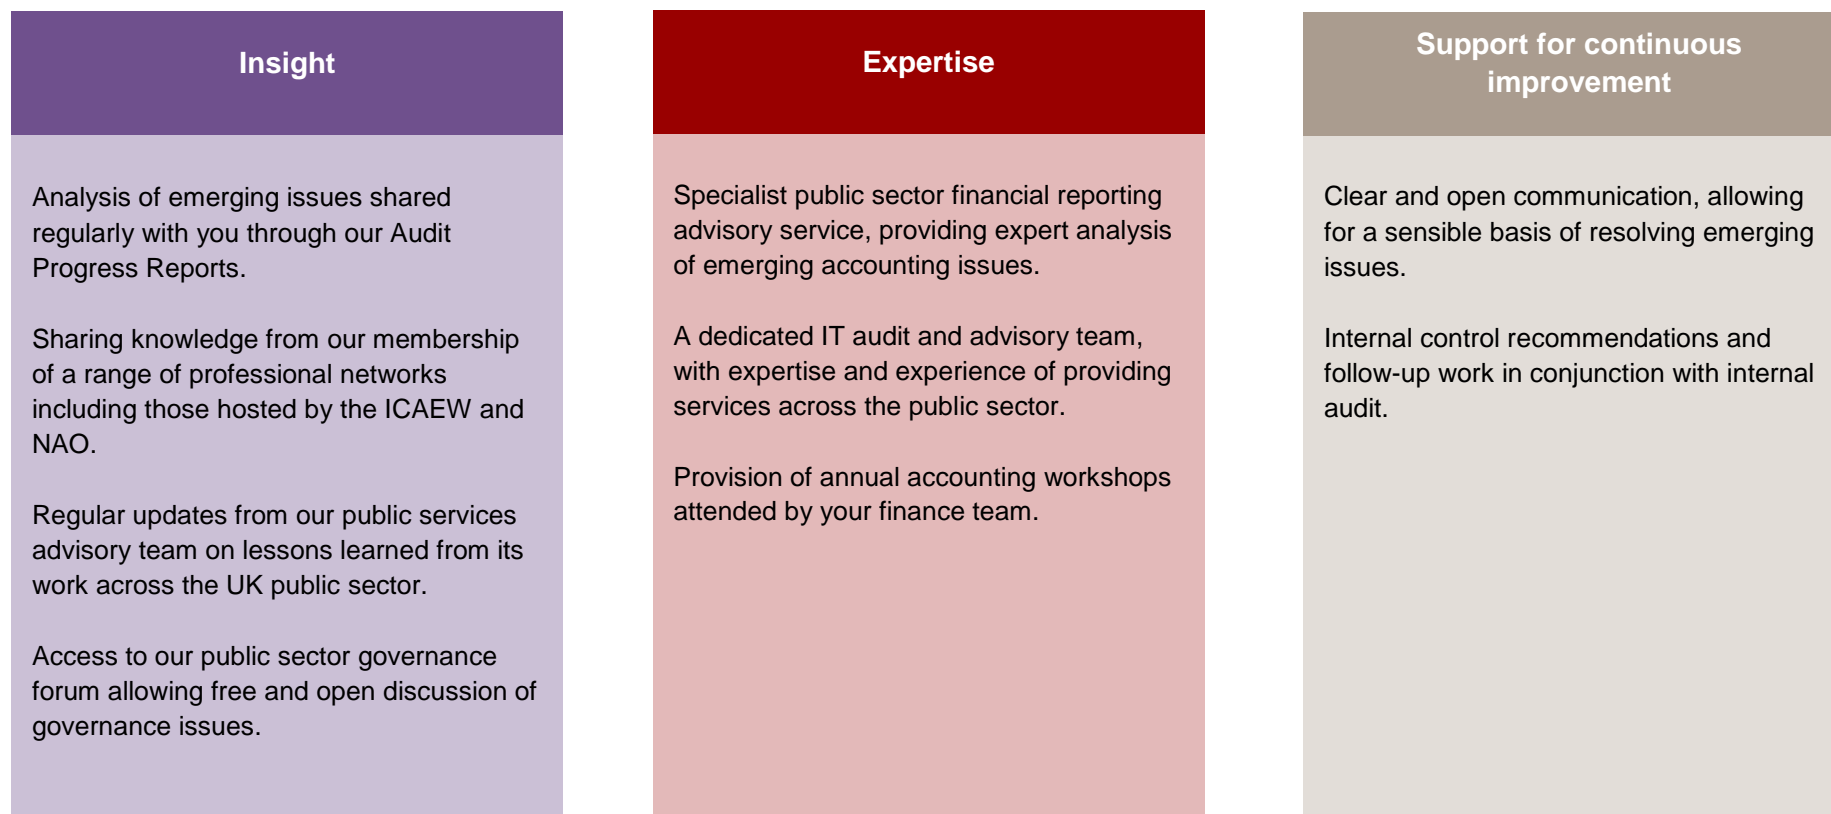 Insight
Analysis of emerging issues shared
regularly with you through our Audit
Progress Reports.
Sharing knowledge from our membership
of a range of professional networks
including those hosted by the ICAEW and
NAO.
Regular updates from our public services
advisory team on lessons learned from its
work across the UK public sector.
Access to our public sector governance
forum allowing free and open discussion of
governance issues.
Expertise
Specialist public sector financial reporting
advisory service, providing expert analysis
of emerging accounting issues.
A dedicated IT audit and advisory team,
with expertise and experience of providing
services across the public sector.
Provision of annual accounting workshops
attended by your finance team.
Support for continuous
improvement
Clear and open communication, allowing
for a sensible basis of resolving emerging
issues.
Internal control recommendations and
follow-up work in conjunction with internal
audit.